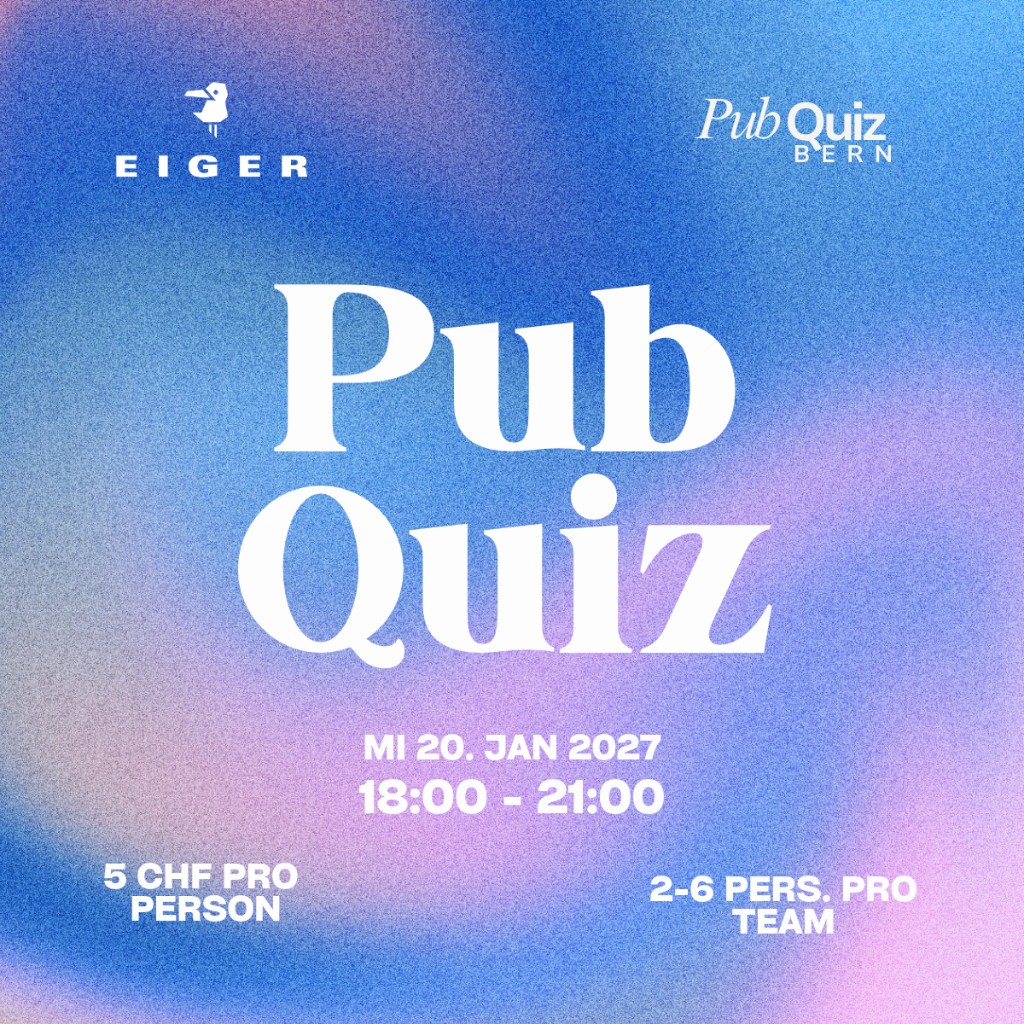 EIGER
Pub Quiz
BERN
Pub
Quiz
MI 20. JAN 2027
18:00 - 21:00
5 CHF PRO
PERSON
2-6 PERS. PRO
TEAM